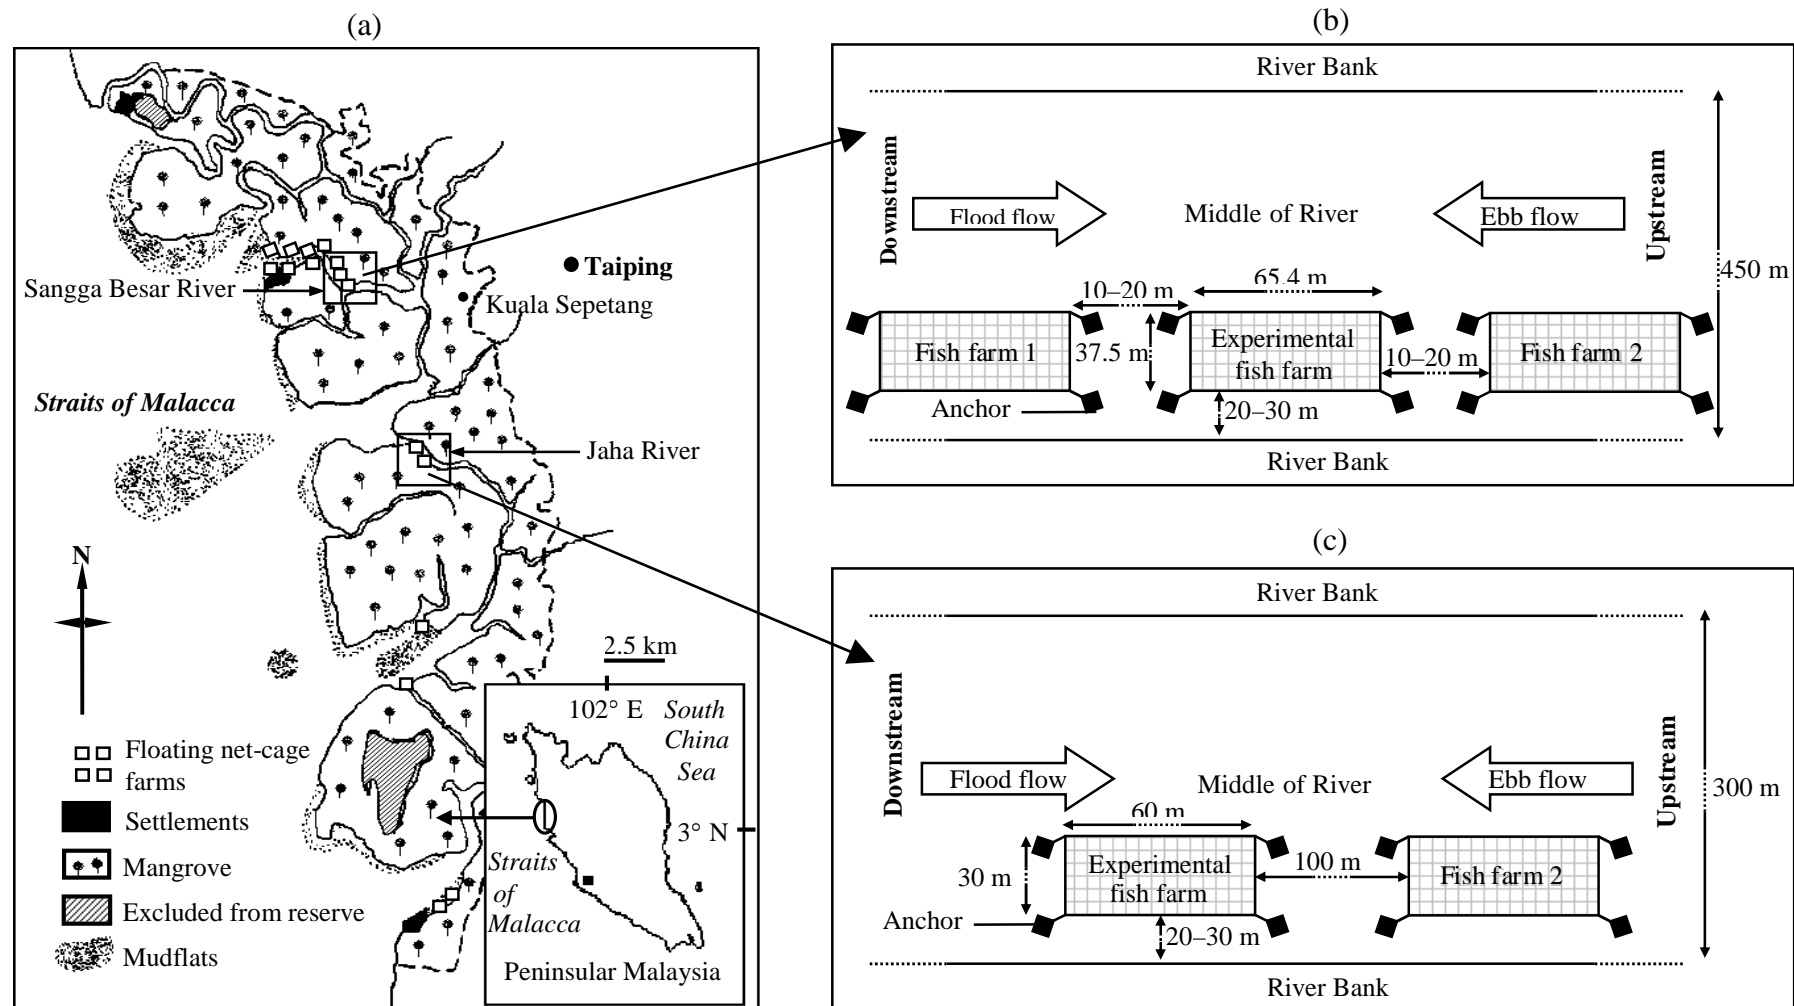 (a)
Taiping
Kuala Sepetang
Sangga Besar River
Straits of Malacca
Jaha River
N
2.5 km
102° E
South
China
Sea
3° N
Straits
of
Malacca
Peninsular Malaysia
Floating net-cage
farms
Settlements
Mangrove
Excluded from reserve
Mudflats
(b)
River Bank
Downstream
Flood flow
Middle of River
Ebb flow
Upstream
450 m
10–20 m
65.4 m
Fish farm 1
37.5 m
Experimental
fish farm
10–20 m
Fish farm 2
Anchor
20–30 m
River Bank
(c)
River Bank
Downstream
Flood flow
Middle of River
Ebb flow
Upstream
300 m
60 m
30 m
Experimental
fish farm
100 m
Fish farm 2
Anchor
20–30 m
River Bank